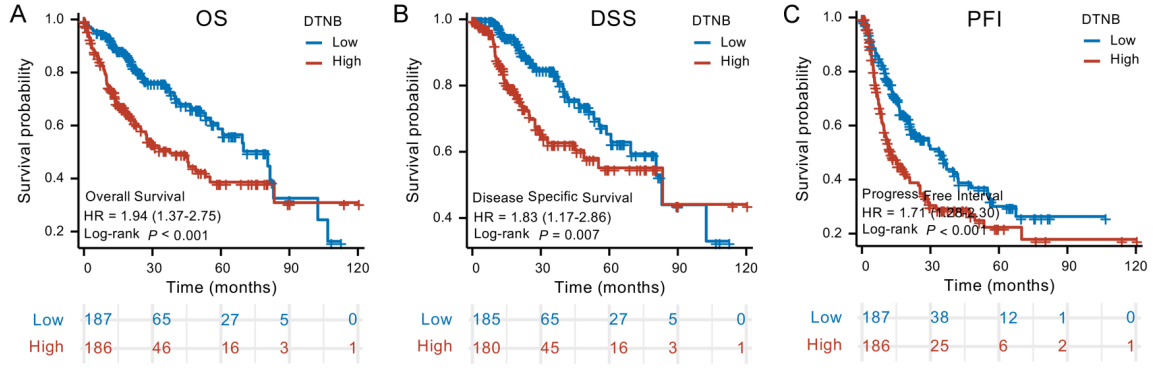 A
OS
DTNB
Low
High
Survival probability
1.0
0.8
0.6
0.4
0.2
Overall Survival
HR = 1.94 (1.37-2.75)
Log-rank P < 0.001
0 30 60 90 120
Time (months)
Low 187 65 27 5 0
High 186 46 16 3 1
B
DSS
DTNB
Low
High
Survival probability
1.0
0.8
0.6
0.4
Disease Specific Survival
HR = 1.83 (1.17-2.86)
Log-rank P = 0.007
0 30 60 90 120
Time (months)
Low 185 65 27 5 0
High 180 45 16 3 1
C
PFI
DTNB
Low
High
Survival probability
1.0
0.8
0.6
0.4
0.2
Progress Free Interval
HR = 1.71 (1.28-2.30)
Log-rank P < 0.001
0 30 60 90 120
Time (months)
Low 187 38 12 1 0
High 186 25 6 2 1